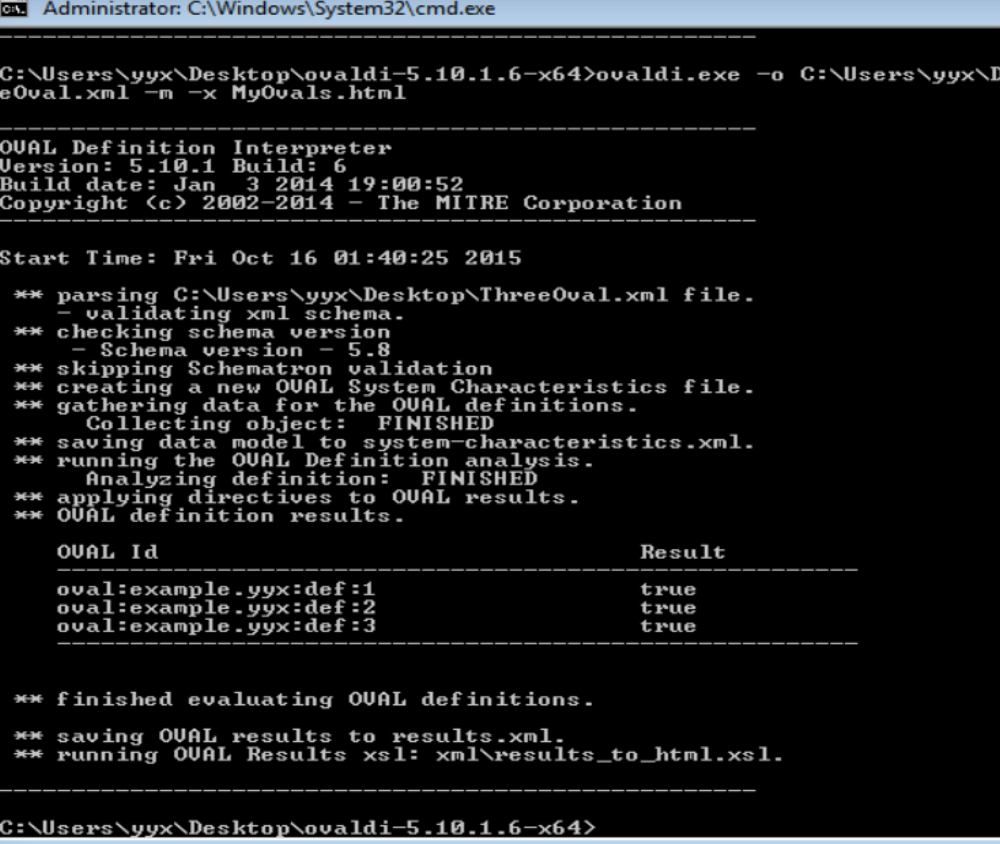 Administrator: C:\Windows\System32\cmd.exe
----------------------------------------------------
C:\Users\yyx\Desktop\ovaldi-5.10.1.6-x64>ovaldi.exe -o C:\Users\yyx\D
eOval.xml -m -x MyOvals.html
----------------------------------------------------
OVAL Definition Interpreter
Version: 5.10.1 Build: 6
Build date: Jan  3 2014 19:00:52
Copyright (c) 2002-2014 - The MITRE Corporation
----------------------------------------------------
Start Time: Fri Oct 16 01:40:25 2015
** parsing C:\Users\yyx\Desktop\ThreeOval.xml file.
- validating xml schema.
** checking schema version
- Schema version - 5.8
** skipping Schematron validation
** creating a new OVAL System Characteristics file.
** gathering data for the OVAL definitions.
Collecting object:  FINISHED
** saving data model to system-characteristics.xml.
** running the OVAL Definition analysis.
Analyzing definition:  FINISHED
** applying directives to OVAL results.
** OVAL definition results.
OVAL Id Result
-------------------------------------------------------
oval:example.yyx:def:1 true
oval:example.yyx:def:2 true
oval:example.yyx:def:3 true
-------------------------------------------------------
** finished evaluating OVAL definitions.
** saving OVAL results to results.xml.
** running OVAL Results xsl: xml\results_to_html.xsl.
----------------------------------------------------
C:\Users\yyx\Desktop\ovaldi-5.10.1.6-x64>